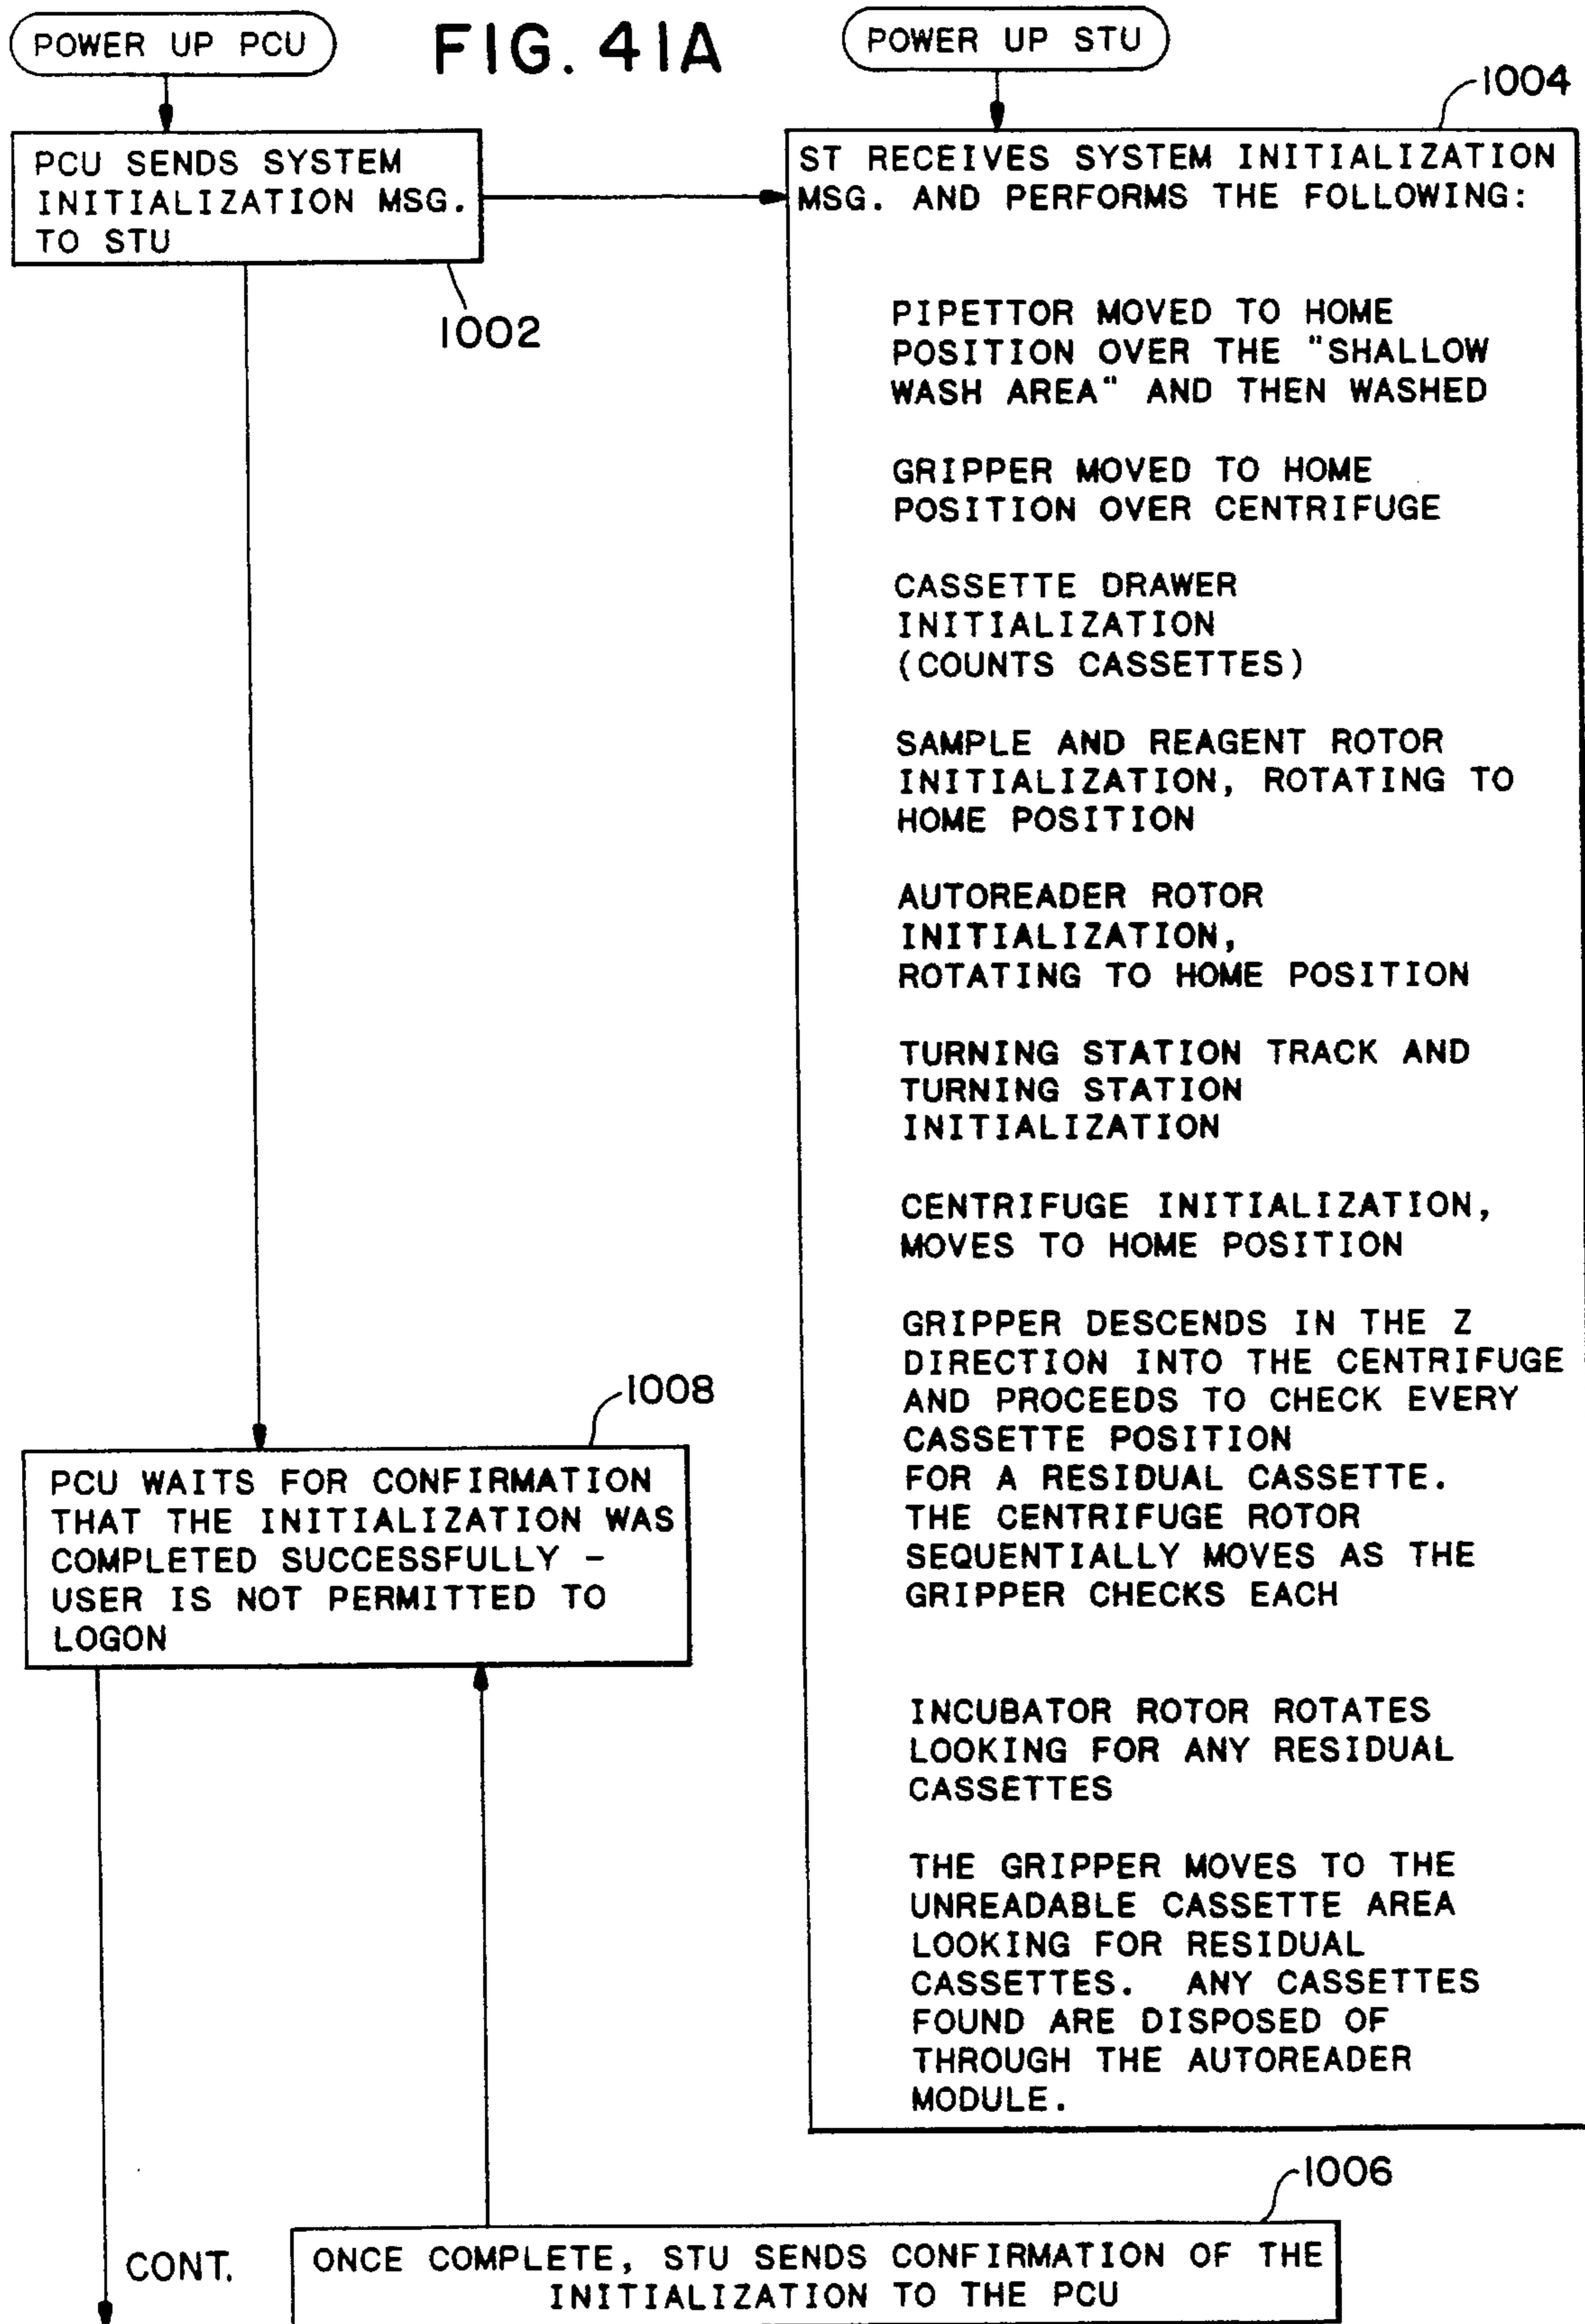 POWER UP PCU
FIG. 41A
POWER UP STU
1004
PCU SENDS SYSTEM
INITIALIZATION MSG.
TO STU
1002
ST RECEIVES SYSTEM INITIALIZATION
MSG. AND PERFORMS THE FOLLOWING:
PIPETTOR MOVED TO HOME
POSITION OVER THE "SHALLOW
WASH AREA" AND THEN WASHED
GRIPPER MOVED TO HOME
POSITION OVER CENTRIFUGE
CASSETTE DRAWER
INITIALIZATION
(COUNTS CASSETTES)
SAMPLE AND REAGENT ROTOR
INITIALIZATION, ROTATING TO
HOME POSITION
AUTOREADER ROTOR
INITIALIZATION,
ROTATING TO HOME POSITION
TURNING STATION TRACK AND
TURNING STATION
INITIALIZATION
CENTRIFUGE INITIALIZATION,
MOVES TO HOME POSITION
GRIPPER DESCENDS IN THE Z
DIRECTION INTO THE CENTRIFUGE
AND PROCEEDS TO CHECK EVERY
CASSETTE POSITION
FOR A RESIDUAL CASSETTE.
THE CENTRIFUGE ROTOR
SEQUENTIALLY MOVES AS THE
GRIPPER CHECKS EACH
INCUBATOR ROTOR ROTATES
LOOKING FOR ANY RESIDUAL
CASSETTES
THE GRIPPER MOVES TO THE
UNREADABLE CASSETTE AREA
LOOKING FOR RESIDUAL
CASSETTES. ANY CASSETTES
FOUND ARE DISPOSED OF
THROUGH THE AUTOREADER
MODULE.
1008
PCU WAITS FOR CONFIRMATION
THAT THE INITIALIZATION WAS
COMPLETED SUCCESSFULLY -
USER IS NOT PERMITTED TO
LOGON
1006
CONT.
ONCE COMPLETE, STU SENDS CONFIRMATION OF THE
INITIALIZATION TO THE PCU